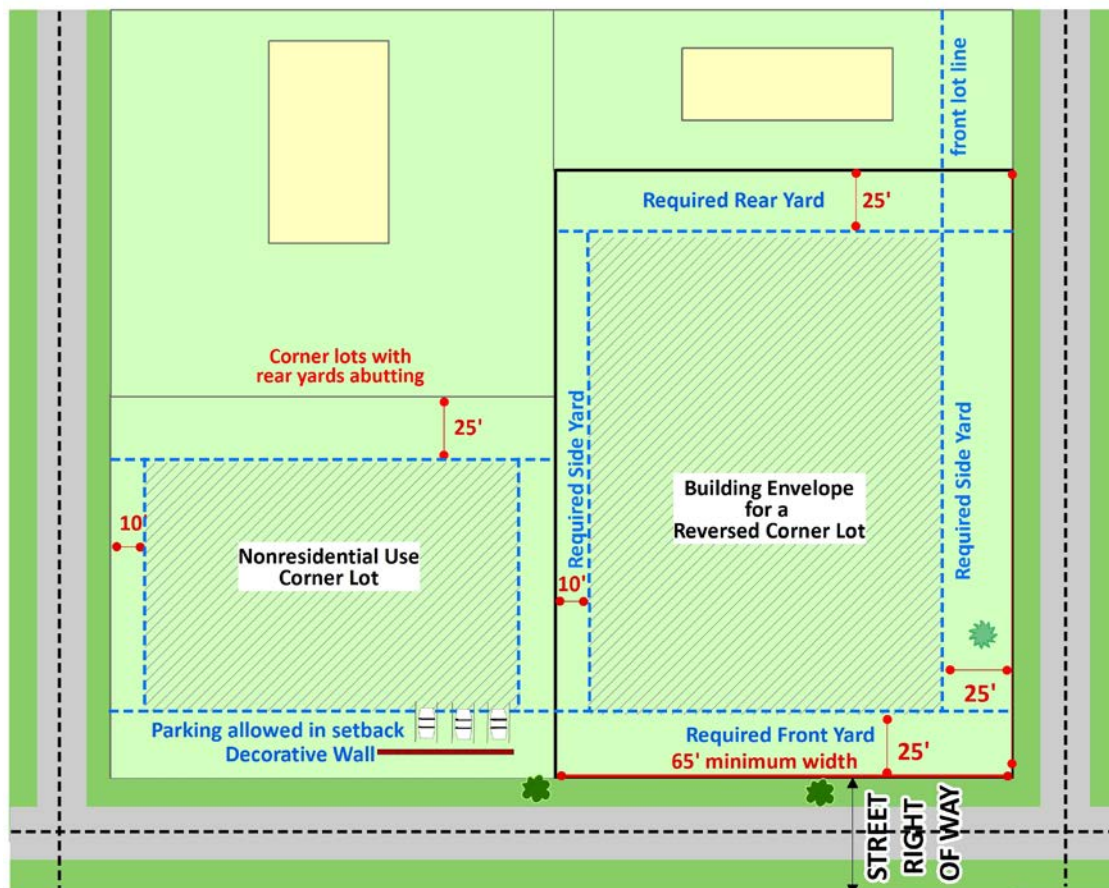 front lot line
Required Rear Yard
25'
Corner lots with
rear yards abutting
25'
Required Side Yard
Building Envelope
for a
Reversed Corner Lot
Required Side Yard
10'
Nonresidential Use
Corner Lot
10'
25'
Parking allowed in setback
Decorative Wall
Required Front Yard
65' minimum width
25'
STREET
RIGHT
OF WAY